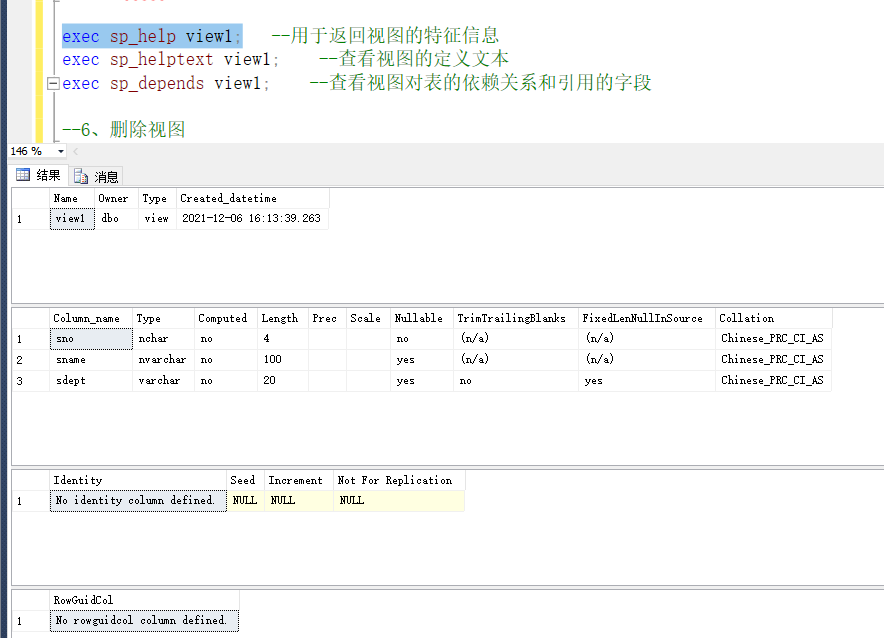 exec sp_help view1;   --用于返回视图的特征信息
exec sp_helptext view1;    --查看视图的定义文本
exec sp_depends view1;    --查看视图对表的依赖关系和引用的字段
--6、删除视图
146 %
结果 消息
Name Owner Type Created_datetime
1 view1 dbo view 2021-12-06 16:13:39.263
Column_name Type Computed Length Prec Scale Nullable TrimTrailingBlanks FixedLenNullInSource Collation
1 sno nchar no 4 no (n/a) (n/a) Chinese_PRC_CI_AS
2 sname nvarchar no 100 yes (n/a) (n/a) Chinese_PRC_CI_AS
3 sdept varchar no 20 yes no yes Chinese_PRC_CI_AS
Identity Seed Increment Not For Replication
1 No identity column defined. NULL NULL NULL
RowGuidCol
1 No rowguidcol column defined.